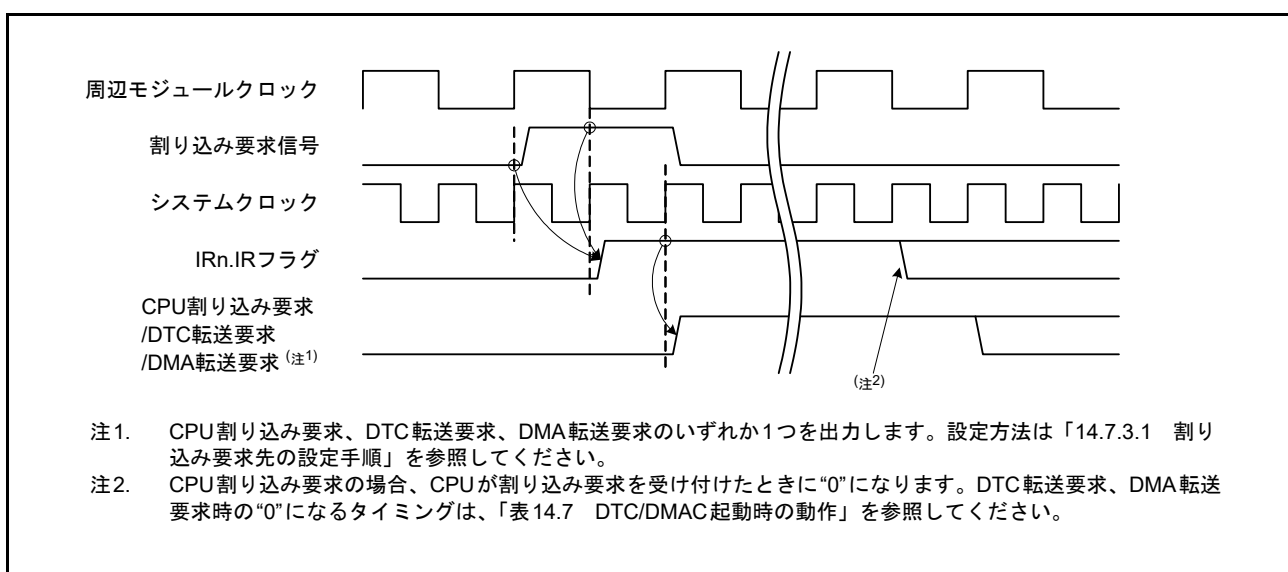 周辺モジュールクロック
割り込み要求信号
システムクロック
IRn.IRフラグ
CPU割り込み要求
/DTC転送要求
/DMA転送要求 (注1)
(注2)
注1. CPU割り込み要求、DTC転送要求、DMA転送要求のいずれか1つを出力します。設定方法は「14.7.3.1 割り
込み要求先の設定手順」を参照してください。
注2. CPU割り込み要求の場合、CPUが割り込み要求を受け付けたときに“0”になります。DTC転送要求、DMA転送
要求時の“0”になるタイミングは、「表14.7 DTC/DMAC起動時の動作」を参照してください。